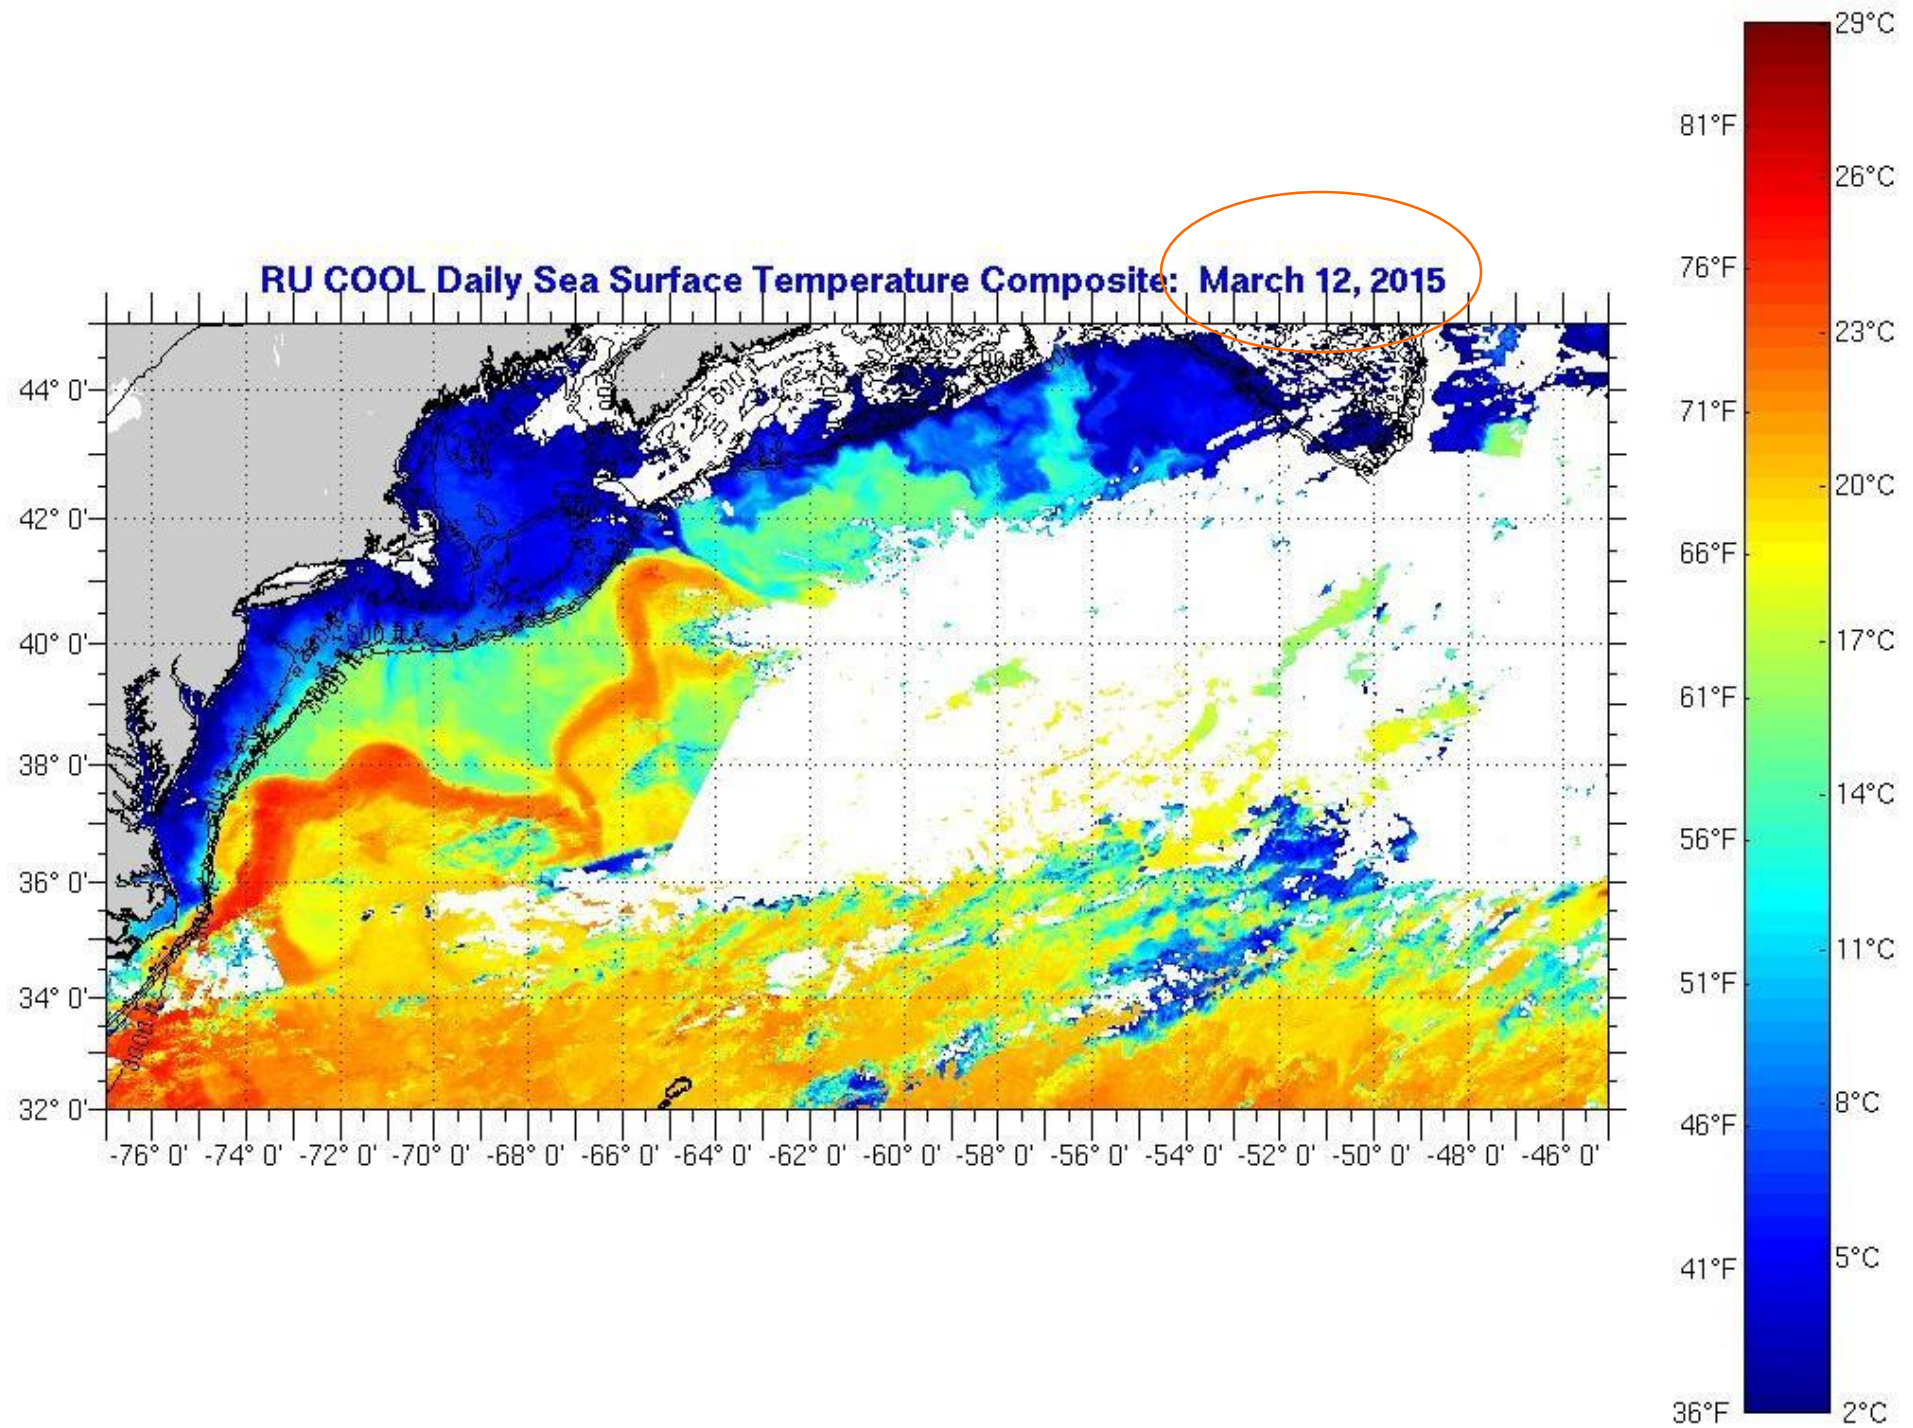 RU COOL Daily Sea Surface Temperature Composite: March 12, 2015
44° 0'
42° 0'
40° 0'
38° 0'
36° 0'
34° 0'
32° 0'
-76° 0' -74° 0' -72° 0' -70° 0' -68° 0' -66° 0' -64° 0' -62° 0' -60° 0' -58° 0' -56° 0' -54° 0' -52° 0' -50° 0' -48° 0' -46° 0'
81°F
76°F
71°F
66°F
61°F
56°F
51°F
46°F
41°F
36°F
29°C
26°C
23°C
20°C
17°C
14°C
11°C
8°C
5°C
2°C